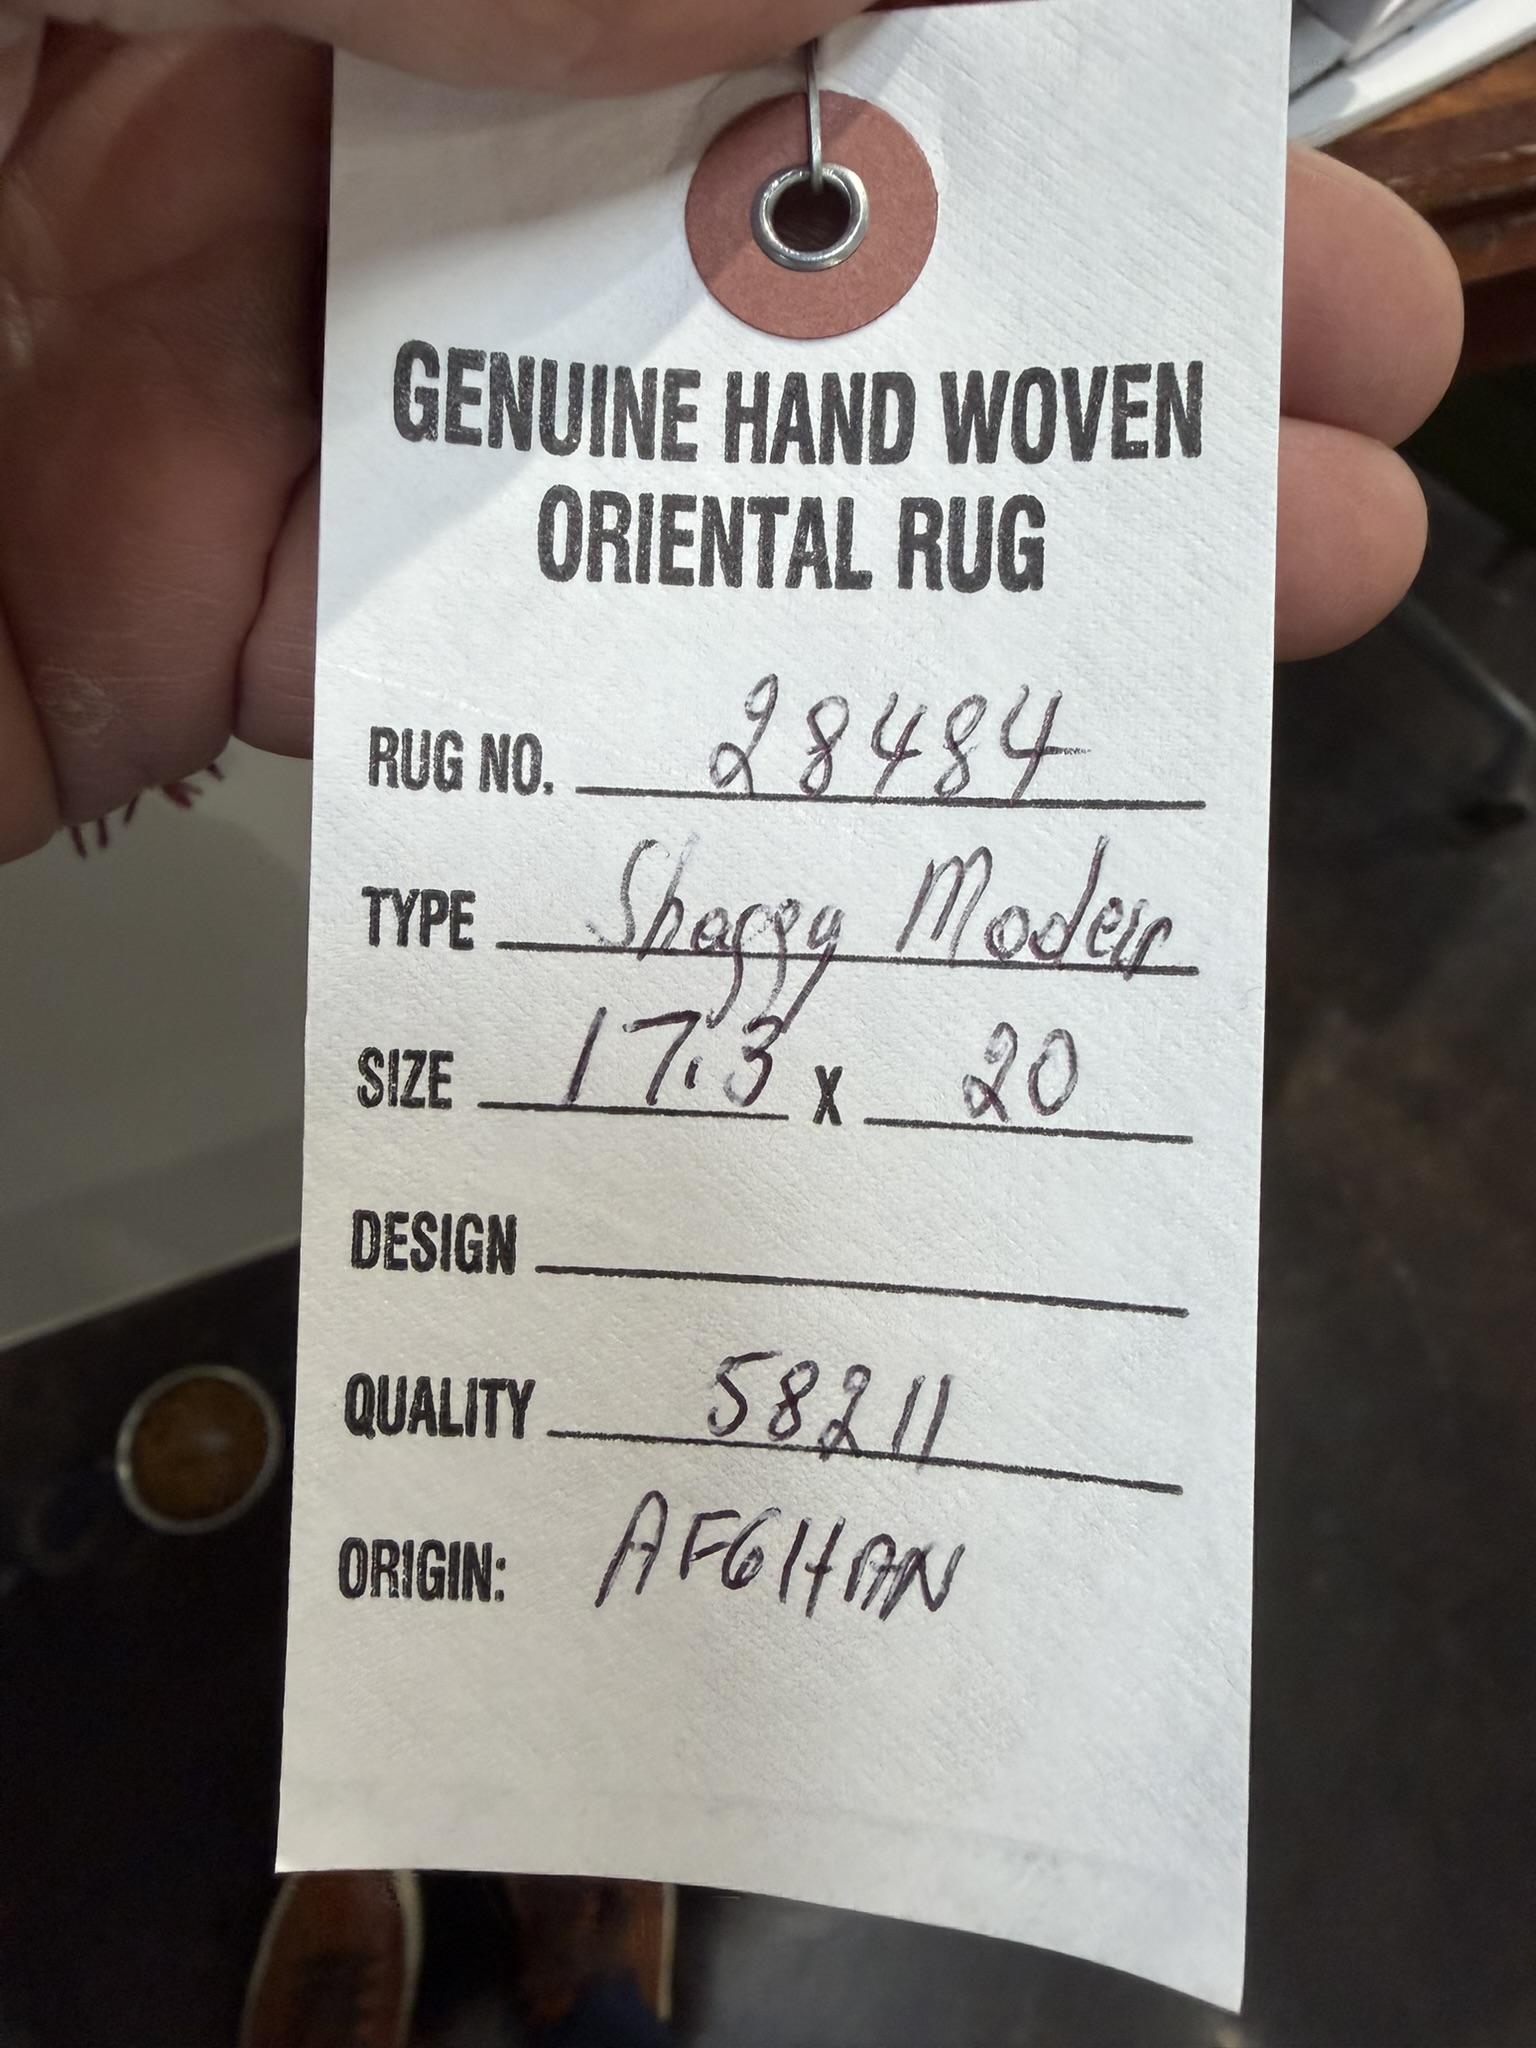 GENUINE HAND WOVEN
ORIENTAL RUG
RUG NO. 28484
TYPE Shaggy Modern
SIZE 17.3 X 20
DESIGN
QUALITY 58211
ORIGIN: AFGHAN